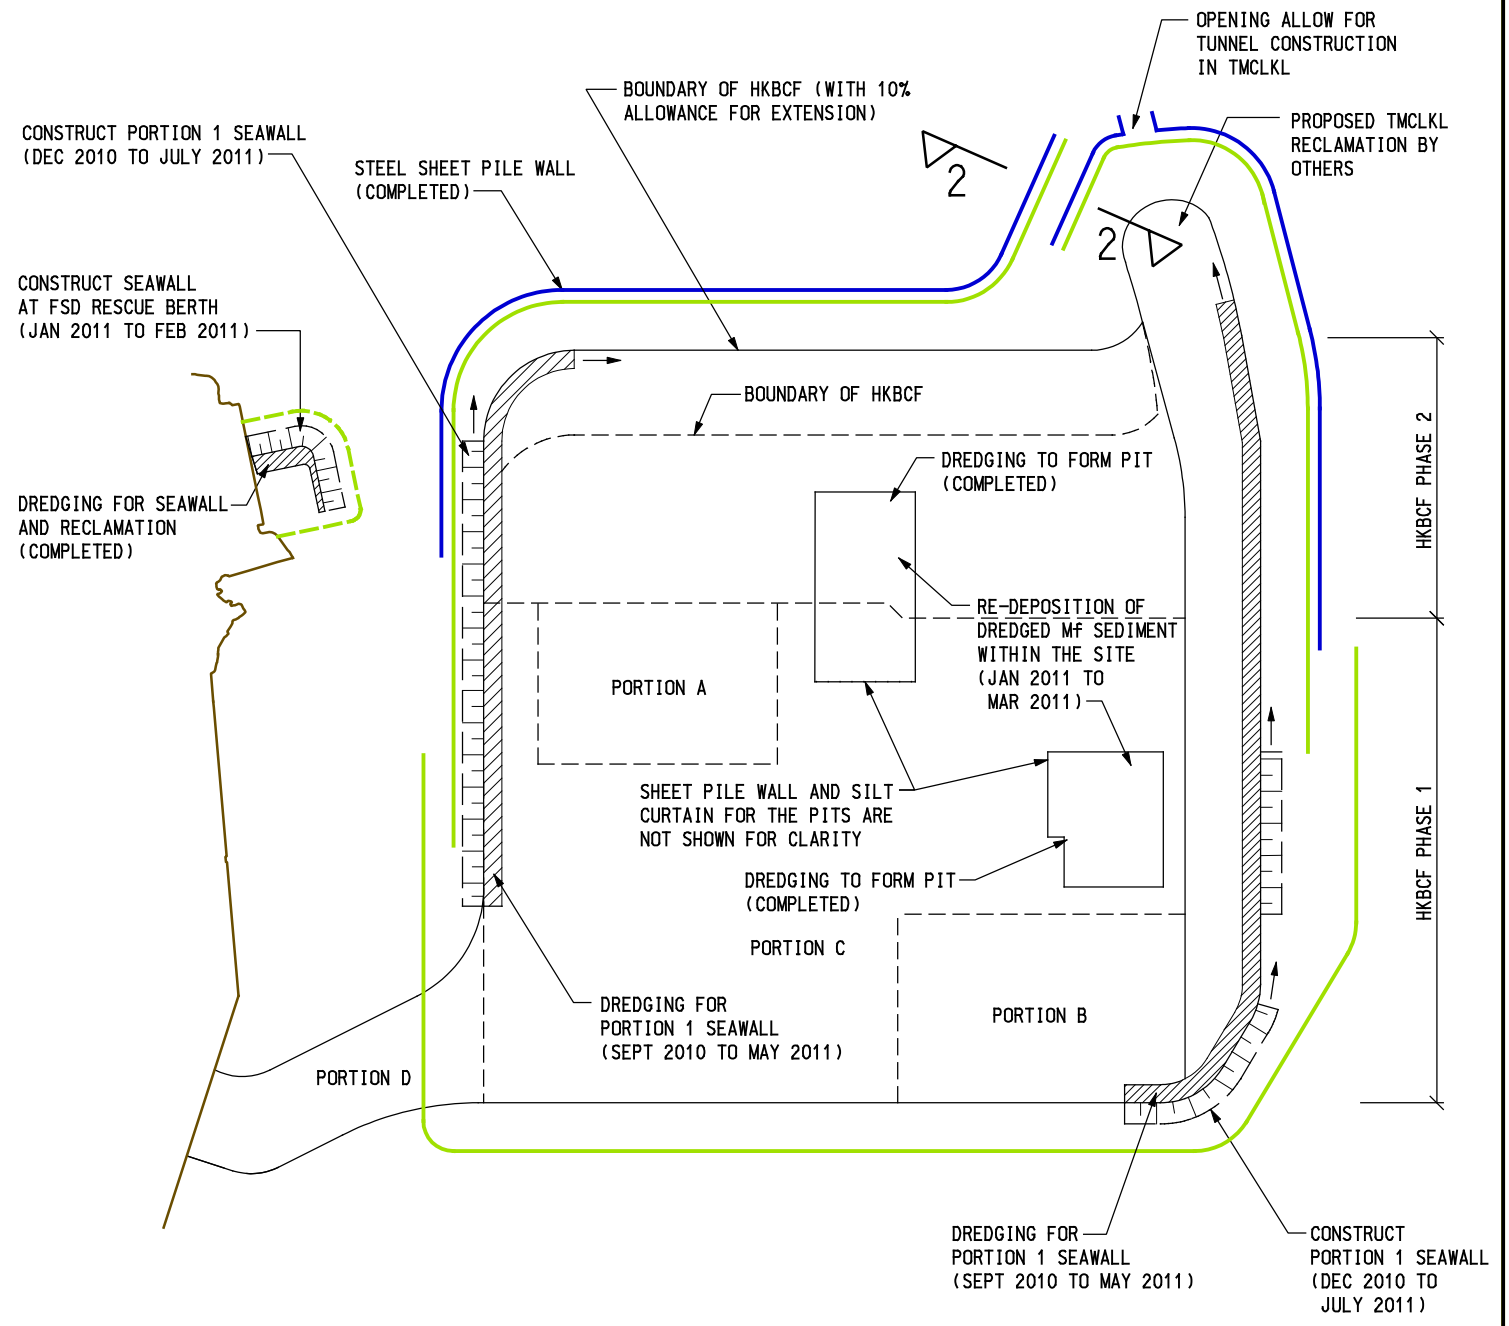 OPENING ALLOW FOR
TUNNEL CONSTRUCTION
IN TMCLKL
BOUNDARY OF HKBCF (WITH 10%
ALLOWANCE FOR EXTENSION)
PROPOSED TMCLKL
RECLAMATION BY
OTHERS
CONSTRUCT PORTION 1 SEAWALL
(DEC 2010 TO JULY 2011)
STEEL SHEET PILE WALL
(COMPLETED)
2
2
CONSTRUCT SEAWALL
AT FSD RESCUE BERTH
(JAN 2011 TO FEB 2011)
BOUNDARY OF HKBCF
HKBCF PHASE 2
DREDGING TO FORM PIT
(COMPLETED)
DREDGING FOR SEAWALL
AND RECLAMATION
(COMPLETED)
RE-DEPOSITION OF
DREDGED Mf SEDIMENT
WITHIN THE SITE
(JAN 2011 TO
MAR 2011)
PORTION A
SHEET PILE WALL AND SILT
CURTAIN FOR THE PITS ARE
NOT SHOWN FOR CLARITY
HKBCF PHASE 1
DREDGING TO FORM PIT
(COMPLETED)
PORTION C
DREDGING FOR
PORTION 1 SEAWALL
(SEPT 2010 TO MAY 2011)
PORTION B
PORTION D
DREDGING FOR
PORTION 1 SEAWALL
(SEPT 2010 TO MAY 2011)
CONSTRUCT
PORTION 1 SEAWALL
(DEC 2010 TO
JULY 2011)